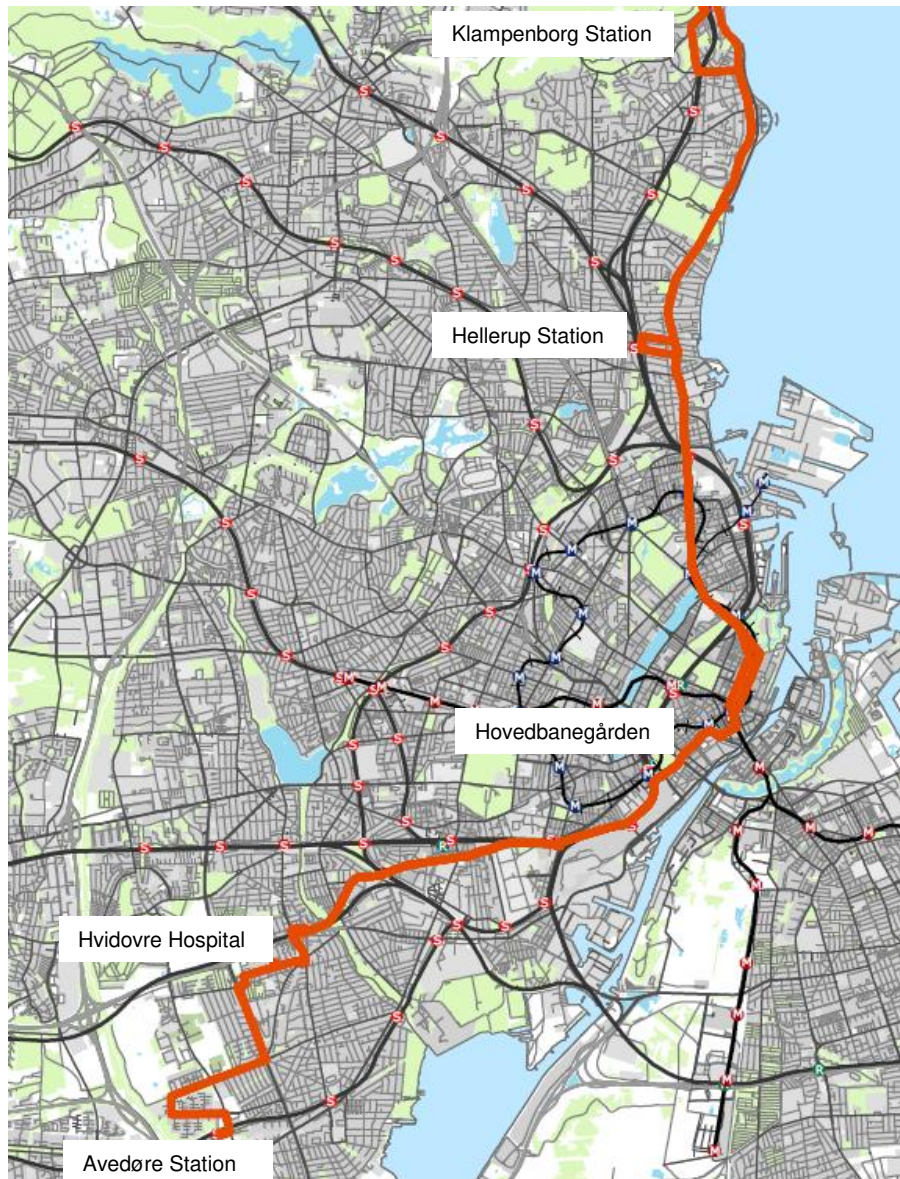 Klampenborg Station
Hellerup Station
Hovedbanegården
Hvidovre Hospital
Avedøre Station